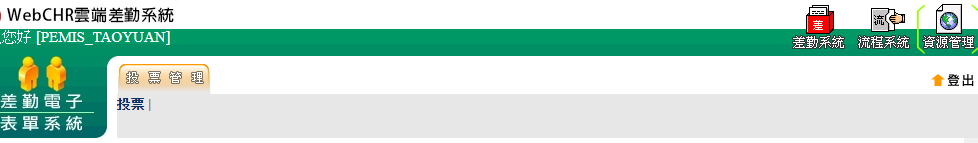 WebCHR雲端差勤系統
您好 [PEMIS_TAOYUAN]
差
流
差勤系統 流程系統 資源管理
投票管理
登出
差勤電子
表單系統
投票 |